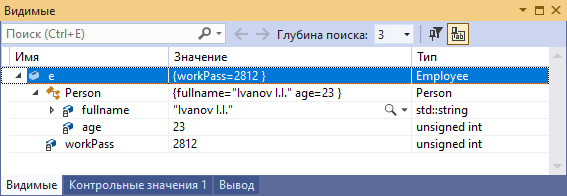 Видимые
Поиск (Ctrl+E) Глубина поиска: 3
Имя Значение Тип
e {workPass=2812 } Employee
Person {fullname="Ivanov I.I." age=23 } Person
fullname "Ivanov I.I." std::string
age 23 unsigned int
workPass 2812 unsigned int
Видимые Контрольные значения 1 Вывод